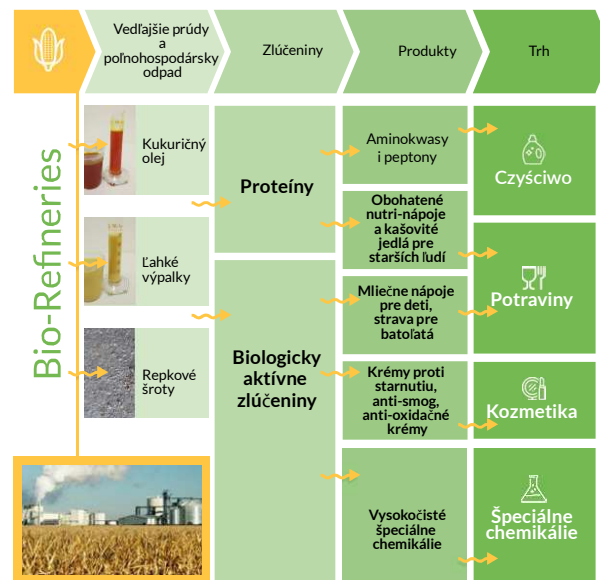 Vedľajšie prúdy
a
poľnohospodársky
odpad
Zlúčeniny
Produkty
Trh
Bio-Refineries
Kukuričný
olej
Ľahké
výpalky
Repkové
šroty
Proteíny
Biologicky
aktívne
zlúčeniny
Aminokwasy
i peptony
Obohatené
nutri-nápoje
a kašovité
jedlá pre
starších ľudí
Mliečne nápoje
pre deti,
strava pre
batoľatá
Krémy proti
starnutiu,
anti-smog,
anti-oxidačné
krémy
Vysokočisté
špeciálne
chemikálie
Czyściwo
Potraviny
Kozmetika
Špeciálne
chemikálie